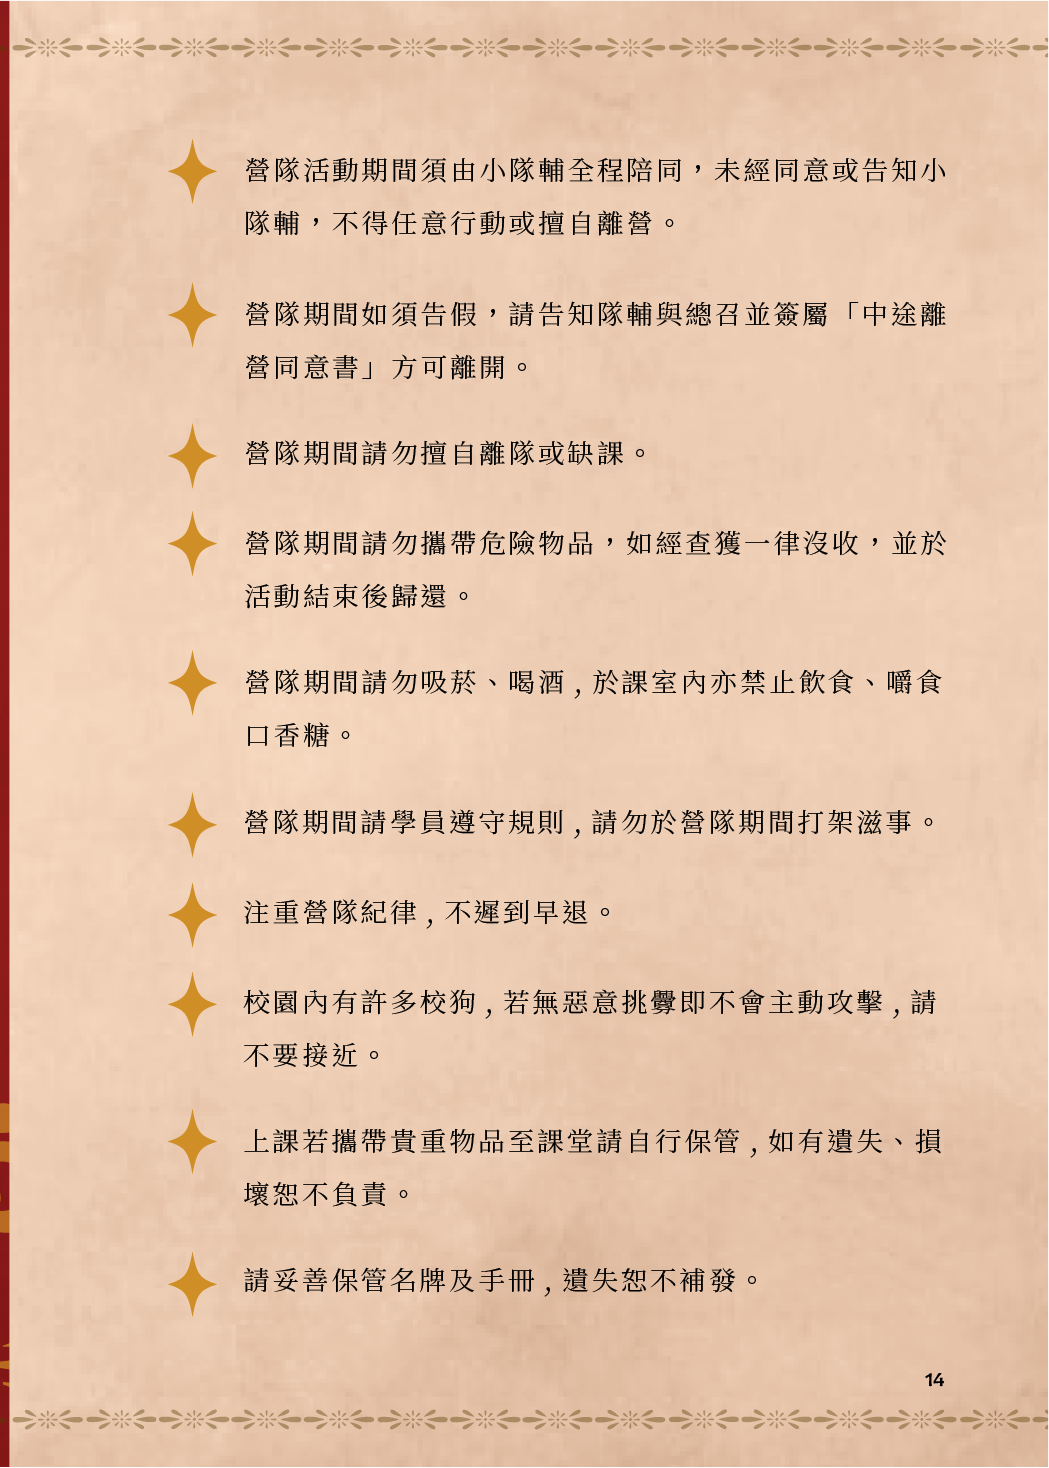 營隊活動期間須由小隊輔全程陪同，未經同意或告知小
隊輔，不得任意行動或擅自離營。
營隊期間如須告假，請告知隊輔與總召並簽屬「中途離
營同意書」方可離開。
營隊期間請勿擅自離隊或缺課。
營隊期間請勿攜帶危險物品，如經查獲一律沒收，並於
活動結束後歸還。
營隊期間請勿吸菸、喝酒 , 於課室內亦禁止飲食、嚼食
口香糖。
營隊期間請學員遵守規則 , 請勿於營隊期間打架滋事。
注重營隊紀律 , 不遲到早退。
校園內有許多校狗 , 若無惡意挑釁即不會主動攻擊 , 請
不要接近。
上課若攜帶貴重物品至課堂請自行保管 , 如有遺失、損
壞恕不負責。
請妥善保管名牌及手冊 , 遺失恕不補發。
14